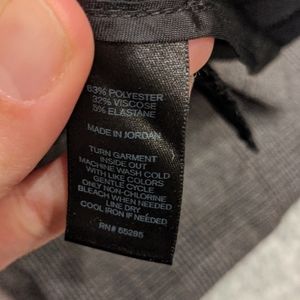 63% POLYESTER
32% VISCOSE
5% ELASTANE
MADE IN JORDAN
TURN GARMENT
INSIDE OUT
MACHINE WASH COLD
WITH LIKE COLORS
GENTLE CYCLE
ONLY NON-CHLORINE
BLEACH WHEN NEEDED
LINE DRY
COOL IRON IF NEEDED
RN# 55285